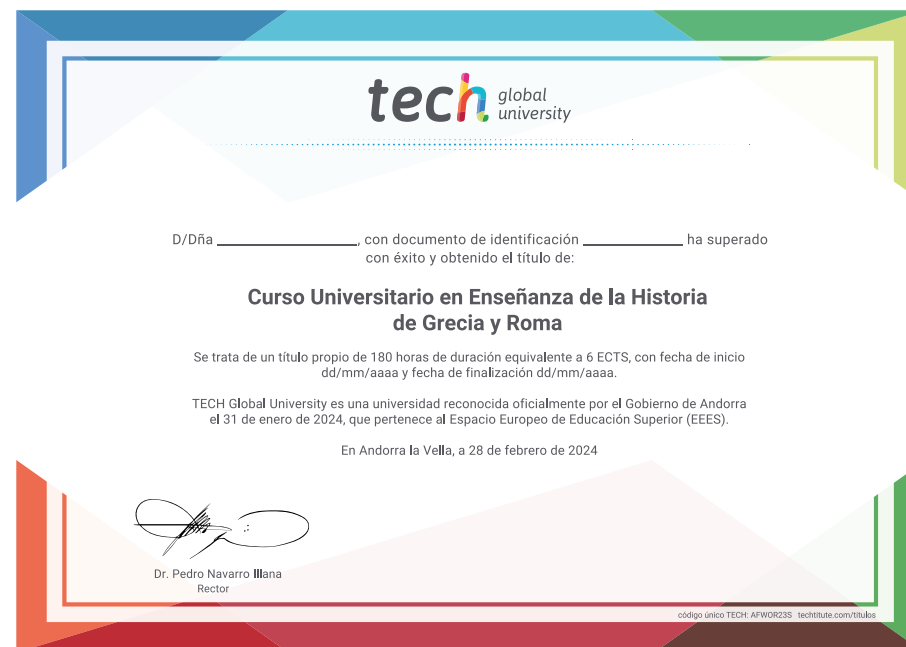 tech global university
D/Dña ______________, con documento de identificación __________ ha superado
con éxito y obtenido el título de:
Curso Universitario en Enseñanza de la Historia
de Grecia y Roma
Se trata de un título propio de 180 horas de duración equivalente a 6 ECTS, con fecha de inicio
dd/mm/aaaa y fecha de finalización dd/mm/aaaa.
TECH Global University es una universidad reconocida oficialmente por el Gobierno de Andorra
el 31 de enero de 2024, que pertenece al Espacio Europeo de Educación Superior (EEES).
En Andorra la Vella, a 28 de febrero de 2024
Dr. Pedro Navarro Illana
Rector
código único TECH: AFWOR23S techtitute.com/titulos